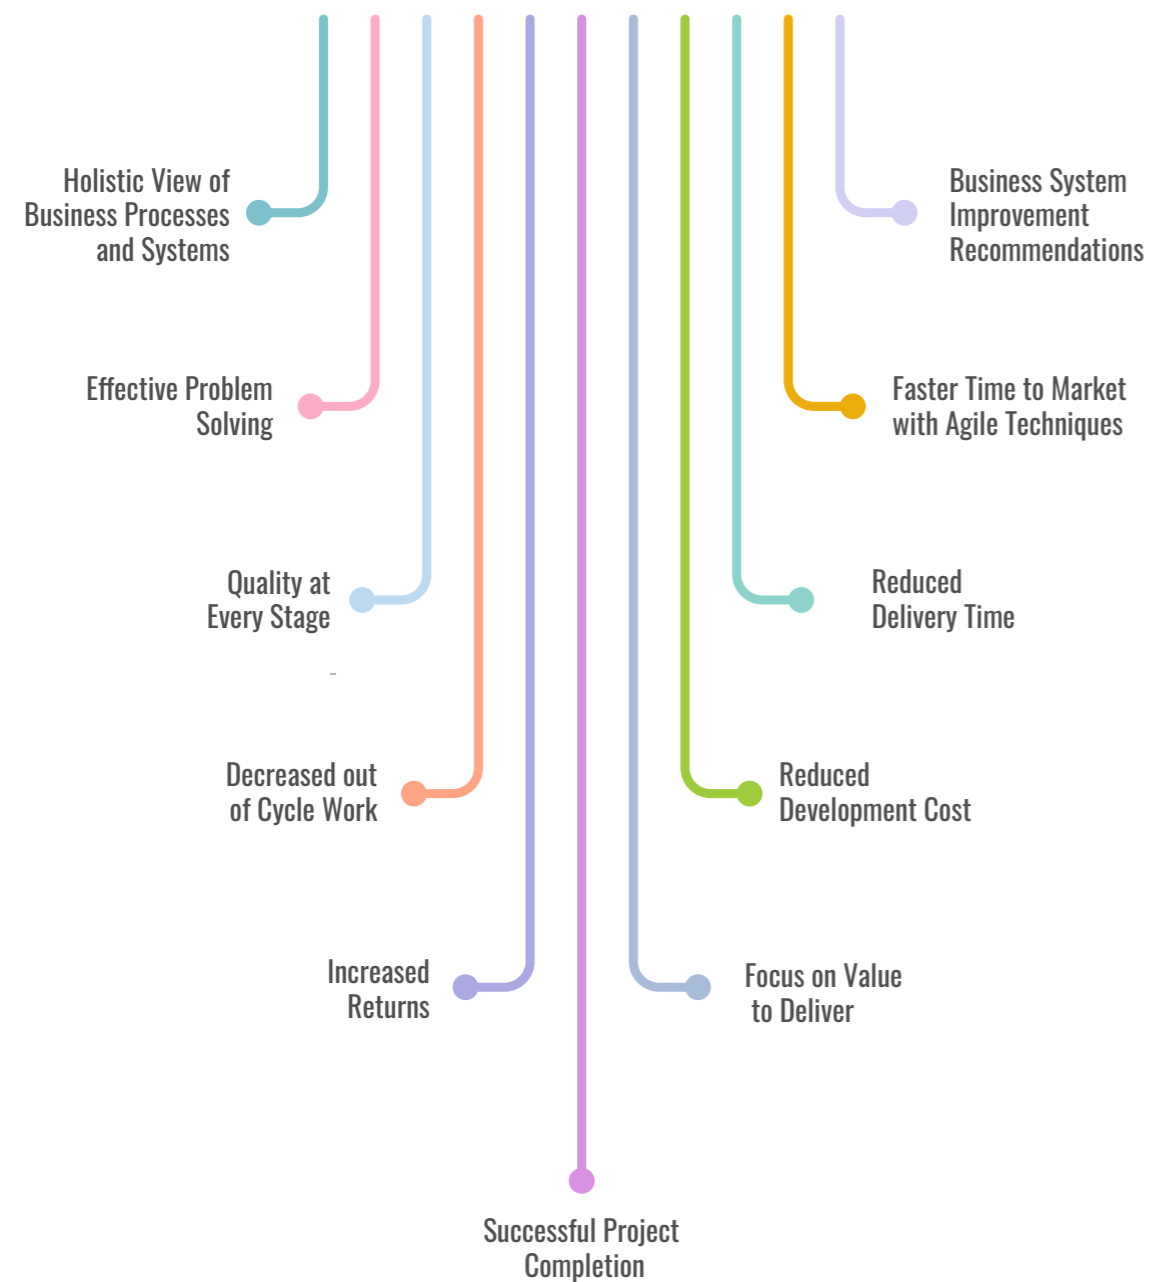 Holistic View of
Business Processes
and Systems
Business System
Improvement
Recommendations
Effective Problem
Solving
Faster Time to Market
with Agile Techniques
Quality at
Every Stage
Reduced
Delivery Time
Decreased out
of Cycle Work
Reduced
Development Cost
Increased
Returns
Focus on Value
to Deliver
Successful Project
Completion